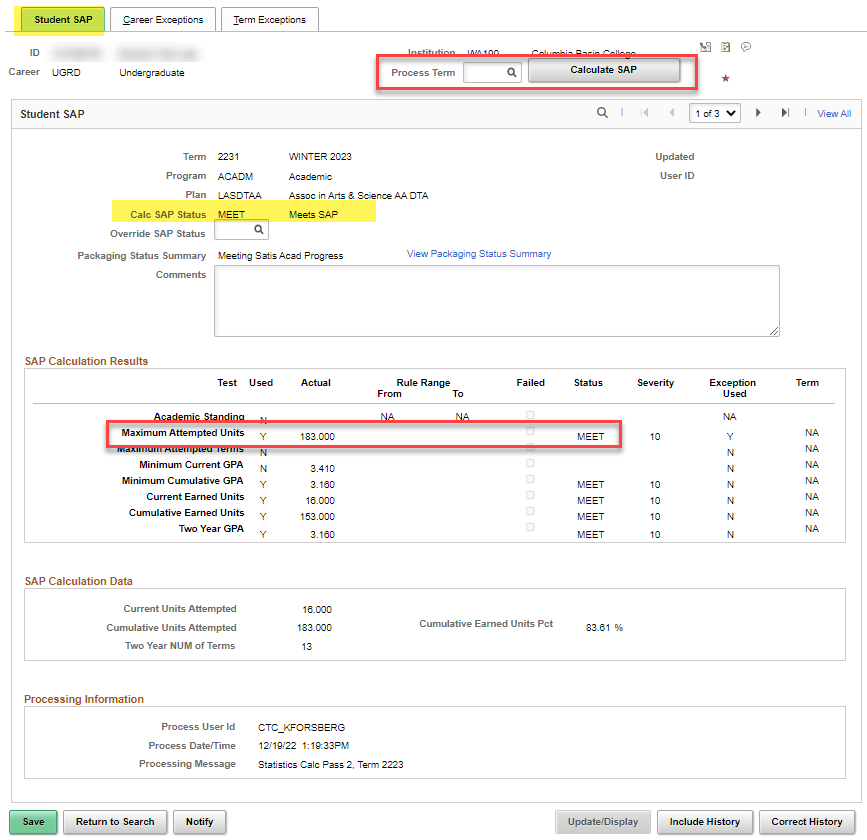 Student SAP Career Exceptions Term Exceptions
ID Institution WA190 Columbia Basin College
Career UGRD Undergraduate Process Term Calculate SAP
Student SAP 1 of 3 View All
Term 2231 WINTER 2023 Updated
Program ACADM Academic User ID
Plan LASDTAA Assoc in Arts & Science AA DTA
Calc SAP Status MEET Meets SAP
Override SAP Status
Packaging Status Summary Meeting Satis Acad Progress View Packaging Status Summary
Comments
SAP Calculation Results
Test Used Actual Rule Range Failed Status Severity Exception Term
From To Used
Academic Standing N NA NA NA
Maximum Attempted Units Y 183.000 MEET 10 Y NA
Maximum Attempted Terms N N NA
Minimum Current GPA N 3.410 N NA
Minimum Cumulative GPA Y 3.160 MEET 10 N NA
Current Earned Units Y 16.000 MEET 10 N NA
Cumulative Earned Units Y 153.000 MEET 10 N NA
Two Year GPA Y 3.160 MEET 10 N NA
SAP Calculation Data
Current Units Attempted 16.000
Cumulative Units Attempted 183.000 Cumulative Earned Units Pct 83.61 %
Two Year NUM of Terms 13
Processing Information
Process User Id CTC_KFORSBERG
Process Date/Time 12/19/22 1:19:33PM
Processing Message Statistics Calc Pass 2, Term 2223
Save Return to Search Notify Update/Display Include History Correct History